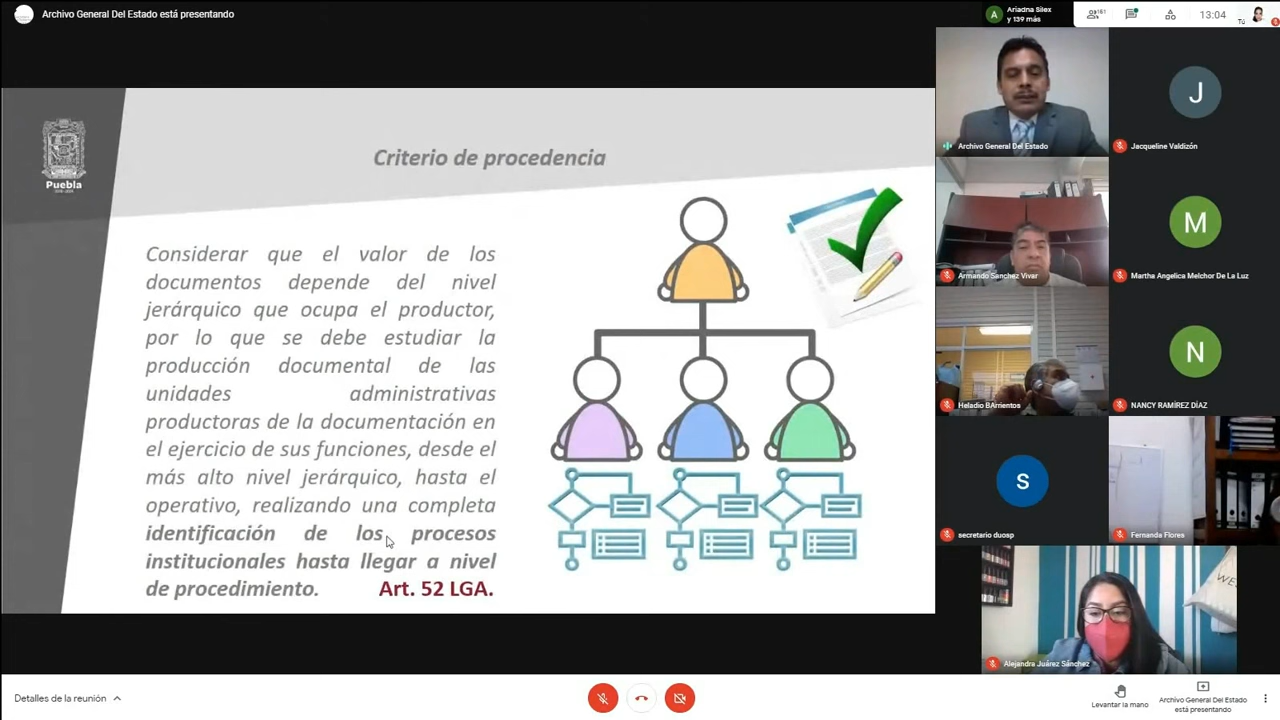 Archivo General Del Estado está presentando
Ariadna Silex
y 139 más
151
13:04
Tú
Puebla
Criterio de procedencia
Considerar que el valor de los
documentos depende del nivel
jerárquico que ocupa el productor,
por lo que se debe estudiar la
producción documental de las
unidades administrativas
productoras de la documentación en
el ejercicio de sus funciones, desde el
más alto nivel jerárquico, hasta el
operativo, realizando una completa
identificación de los procesos
institucionales hasta llegar a nivel
de procedimiento. Art. 52 LGA.
Archivo General Del Estado
J
Jacqueline Valdizón
Armando Sanchez Vivar
M
Martha Angelica Melchor De La Luz
Heladio BArrientos
N
NANCY RAMÍREZ DÍAZ
s
secretario duosp
Fernanda Flores
Alejandra Juárez Sánchez
Detalles de la reunión
Levantar la mano
Archivo General Del Estado
está presentando